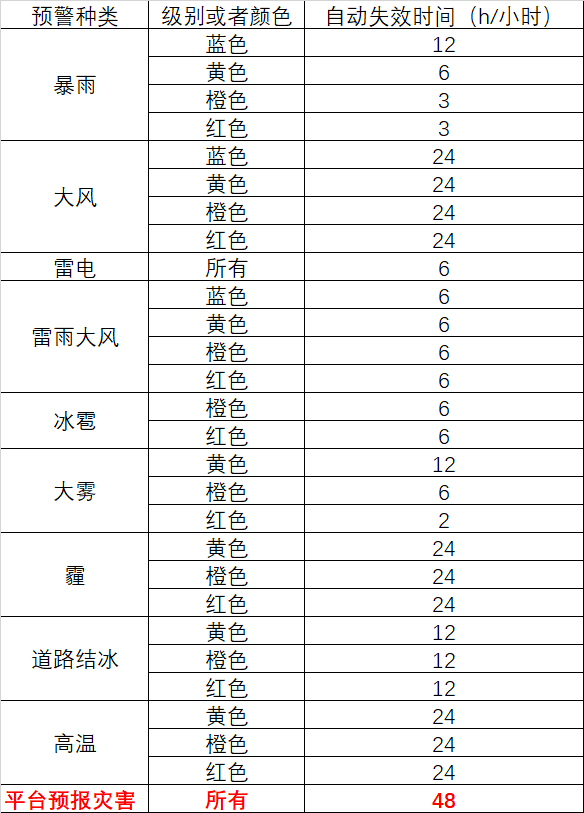 预警种类 级别或者颜色 自动失效时间（h/小时）
暴雨 蓝色 12
黄色 6
橙色 3
红色 3
大风 蓝色 24
黄色 24
橙色 24
红色 24
雷电 所有 6
雷雨大风 蓝色 6
黄色 6
橙色 6
红色 6
冰雹 橙色 6
红色 6
大雾 黄色 12
橙色 6
红色 2
霾 黄色 24
橙色 24
红色 24
道路结冰 黄色 12
橙色 12
红色 12
高温 黄色 24
橙色 24
红色 24
平台预报灾害 所有 48